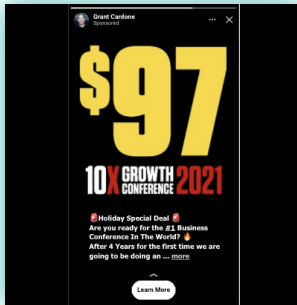 Grant Cardone
Sponsored
$97
10X GROWTH CONFERENCE 2021
🚨Holiday Special Deal 🚨
Are you ready for the #1 Business
Conference In The World? 🔥
After 4 Years for the first time we are
going to be doing an ... more
Learn More